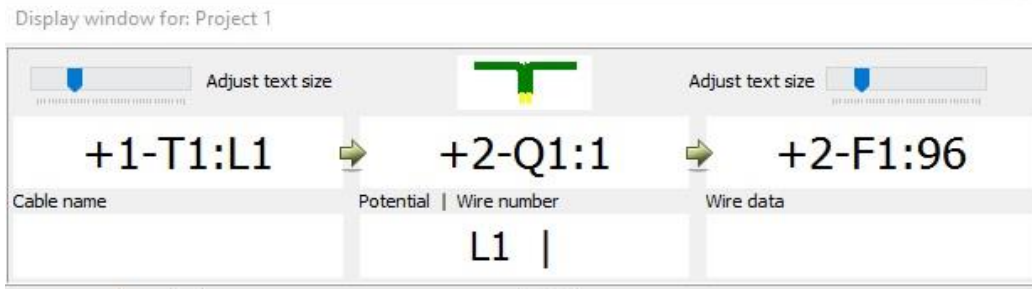 Display window for: Project 1
Adjust text size
Adjust text size
+1-T1:L1
+2-Q1:1
+2-F1:96
Cable name
Potential | Wire number
Wire data
L1 |